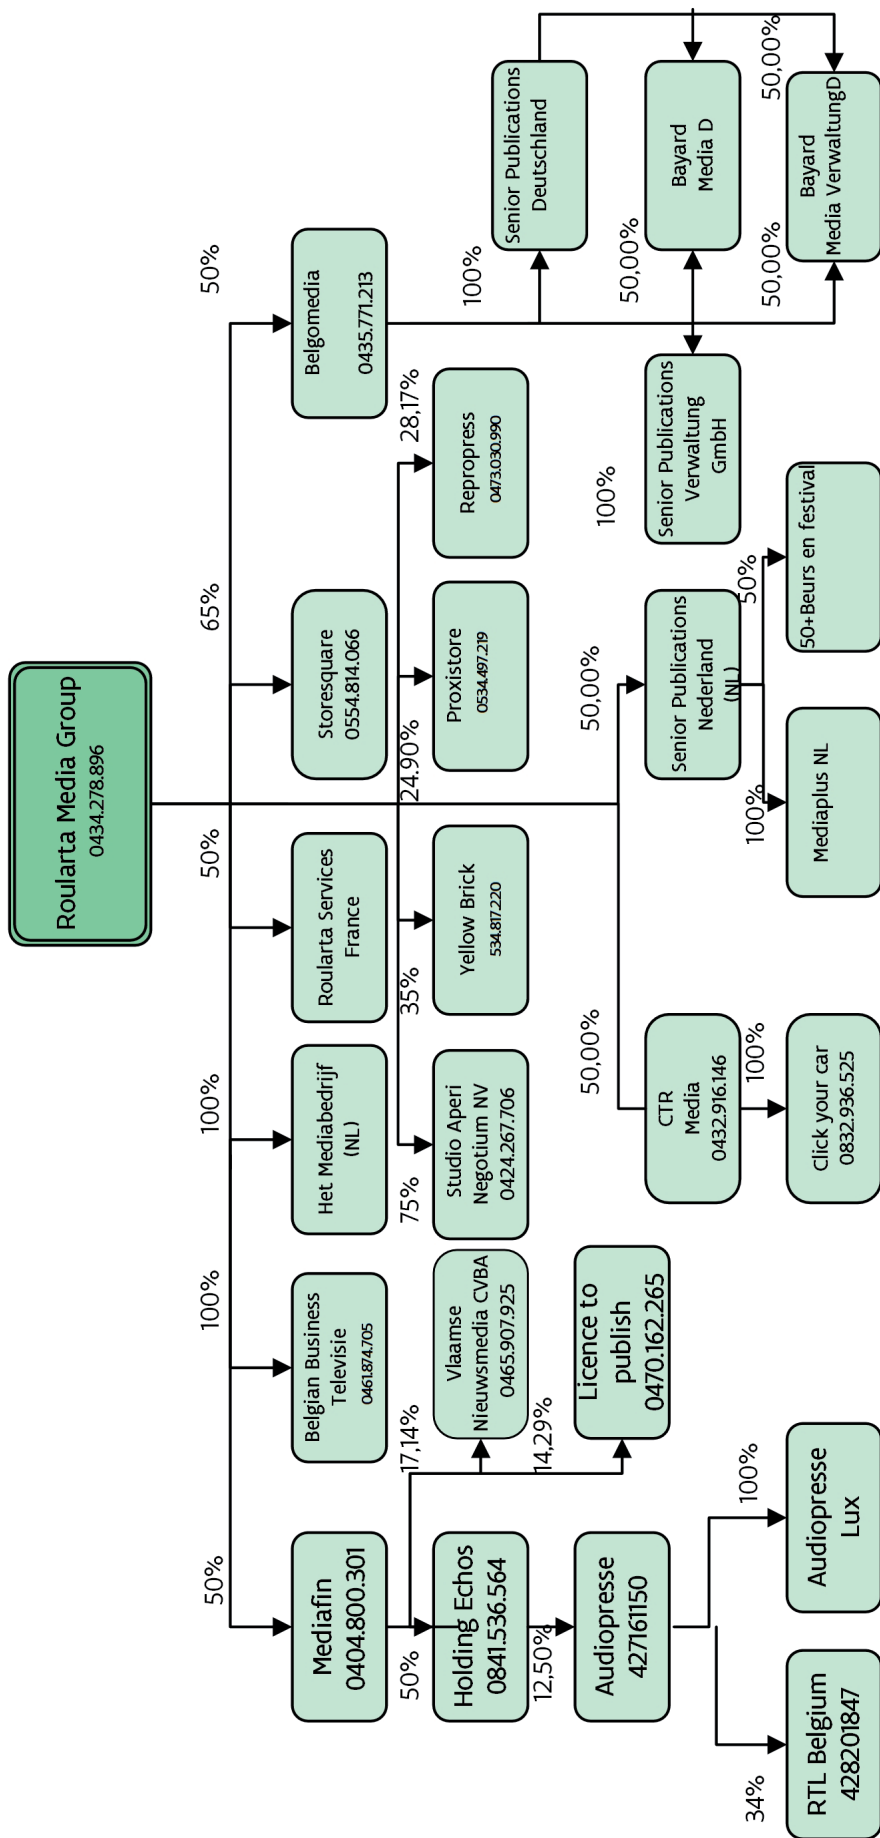 Roularta Media Group
0434.278.896
50%
100%
100%
50%
65%
50%
Mediafin
0404.800.301
Belgian Business
Televisie
0461.874.705
Het Mediabedrijf
(NL)
Roularta Services
France
Storesquare
0554.814.066
Belgomedia
0435.771.213
50%
17,14%
75%
35%
24.90%
28,17%
100%
Holding Echos
0841.536.564
Vlaamse
Nieuwsmedia CVBA
0465.907.925
Studio Aperi
Negotium NV
0424.267.706
Yellow Brick
534.817.220
Proxistore
0534.497.219
Repropress
0473.030.990
Senior Publications
Deutschland
12,50%
14,29%
50,00%
50,00%
100%
50,00%
50,00%
Audiopresse
427161150
Licence to
publish
0470.162.265
CTR
Media
0432.916.146
Senior Publications
Nederland
(NL)
Senior Publications
Verwaltung
GmbH
Bayard
Media D
34%
100%
100%
100%
50%
50,00%
50,00%
RTL Belgium
428201847
Audiopresse
Lux
Click your car
0832.936.525
Mediaplus NL
50+Beurs en festival
Bayard
Media VerwaltungD